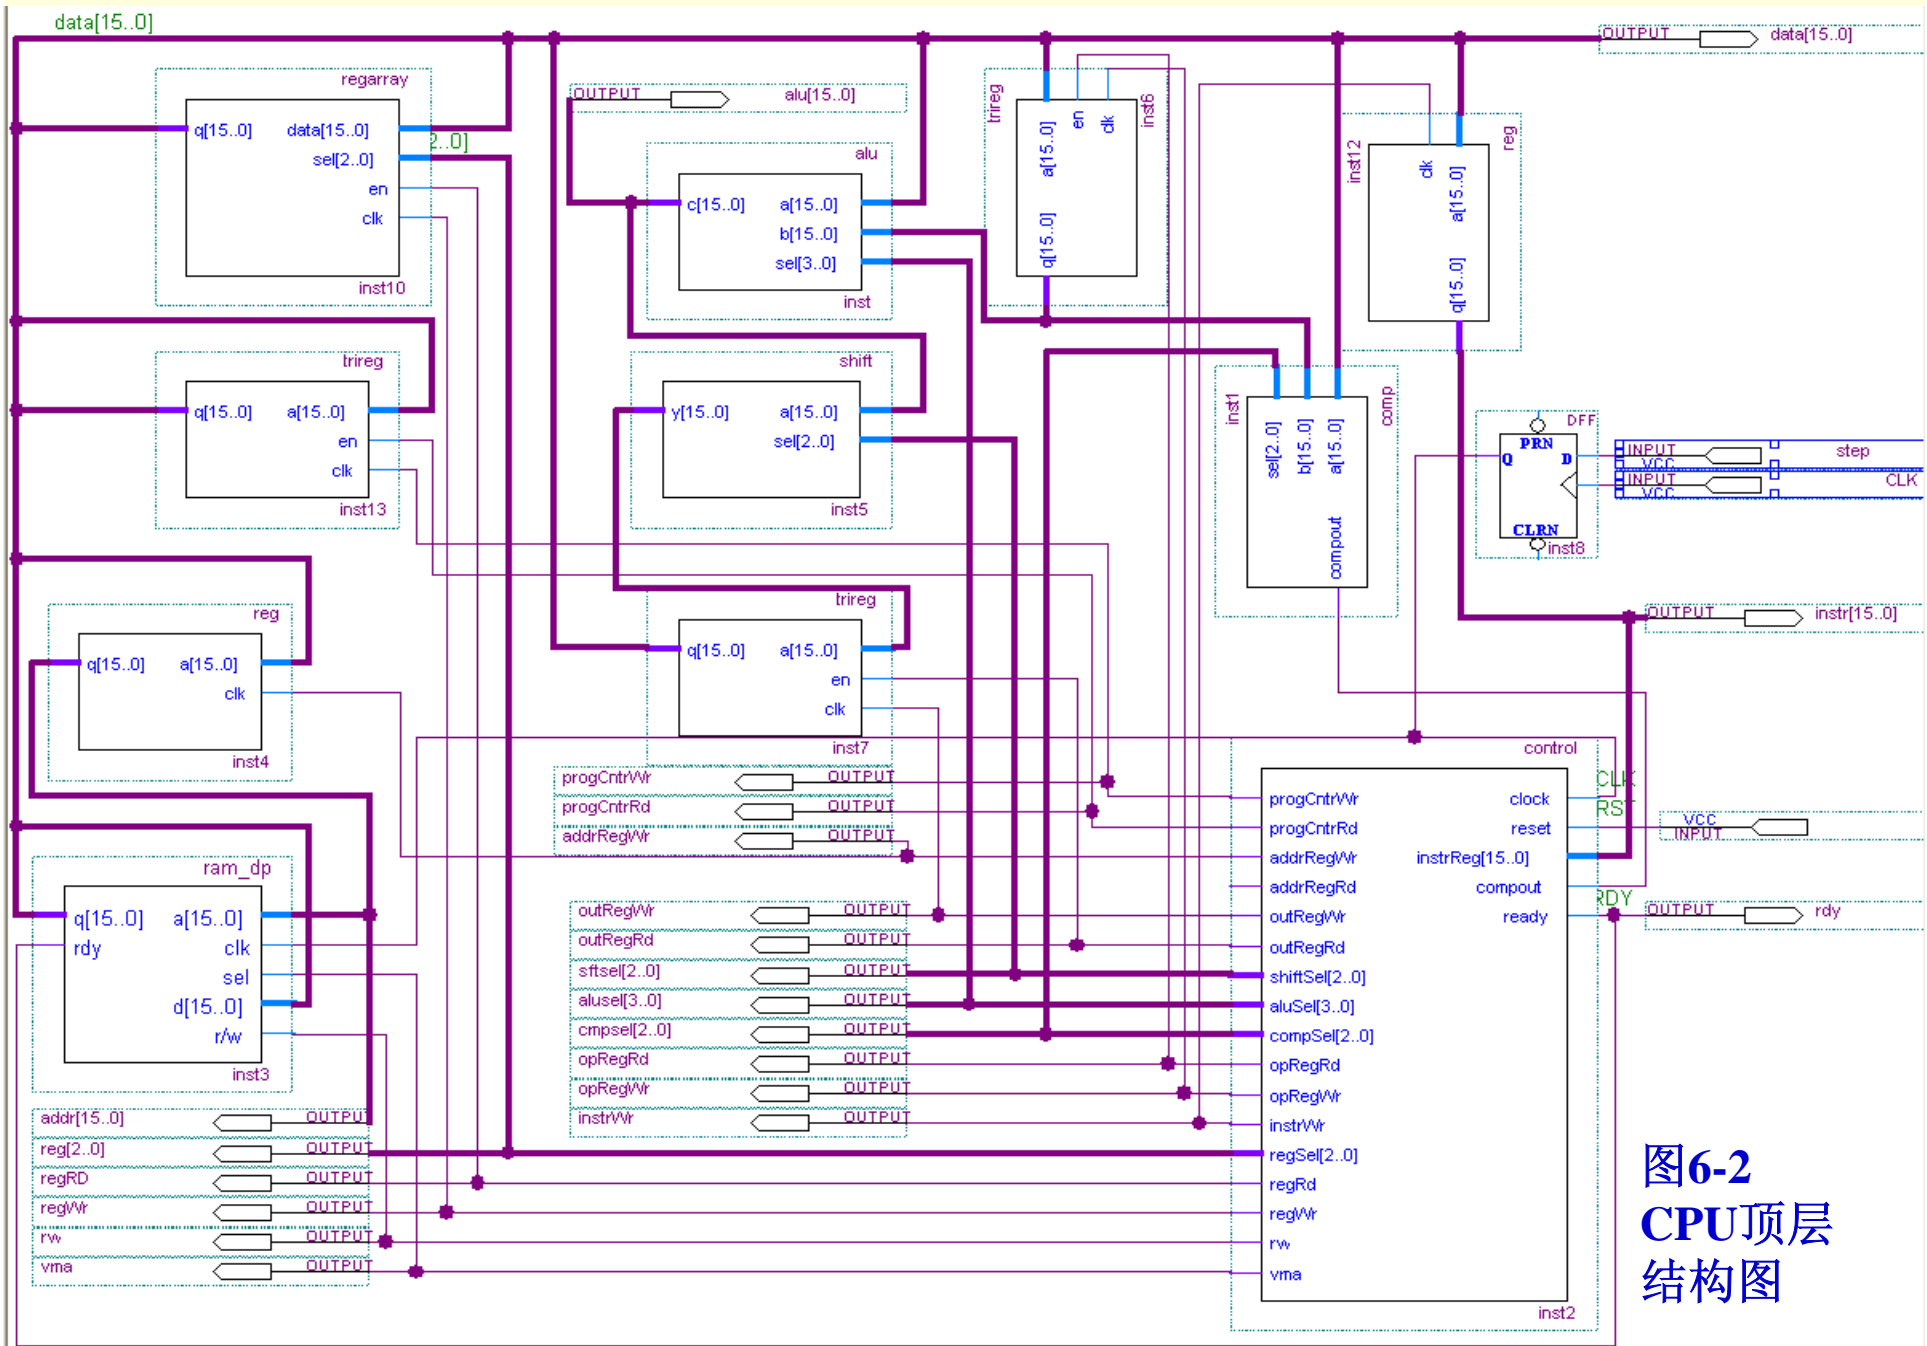 data[15..0]
OUTPUT data[15..0]
regarray
q[15..0] data[15..0]
sel[2..0]
en
clk
inst10
2..0]
OUTPUT alu[15..0]
alu
c[15..0] a[15..0]
b[15..0]
sel[3..0]
inst
trireg
a[15..0]
en
clk
q[15..0]
inst6
inst12
clk
a[15..0]
q[15..0]
reg
trireg
q[15..0] a[15..0]
en
clk
inst13
shift
y[15..0] a[15..0]
sel[2..0]
inst5
inst1
sel[2..0]
b[15..0]
a[15..0]
compout
comp
DFF
PRN
Q D
CLRN
inst8
INPUT step
VCC
INPUT CLK
VCC
reg
q[15..0] a[15..0]
clk
inst4
trireg
q[15..0] a[15..0]
en
clk
inst7
OUTPUT instr[15..0]
ram_dp
q[15..0] a[15..0]
rdy clk
sel
d[15..0]
r/w
inst3
progCntrWr OUTPUT
progCntrRd OUTPUT
addrRegWr OUTPUT
outRegWr OUTPUT
outRegRd OUTPUT
sftsel[2..0] OUTPUT
alusel[3..0] OUTPUT
cmpsel[2..0] OUTPUT
opRegRd OUTPUT
opRegWr OUTPUT
instrWr OUTPUT
addr[15..0] OUTPUT
reg[2..0] OUTPUT
regRD OUTPUT
regWr OUTPUT
rw OUTPUT
vma OUTPUT
control
progCntrWr clock
progCntrRd reset
addrRegWr instrReg[15..0]
addrRegRd compout
outRegWr ready
outRegRd
shiftSel[2..0]
aluSel[3..0]
compSel[2..0]
opRegRd
opRegWr
instrWr
regSel[2..0]
regRd
regWr
rw
vma
inst2
CLK
RST
VCC
INPUT
RDY
OUTPUT rdy
图6-2
CPU顶层
结构图